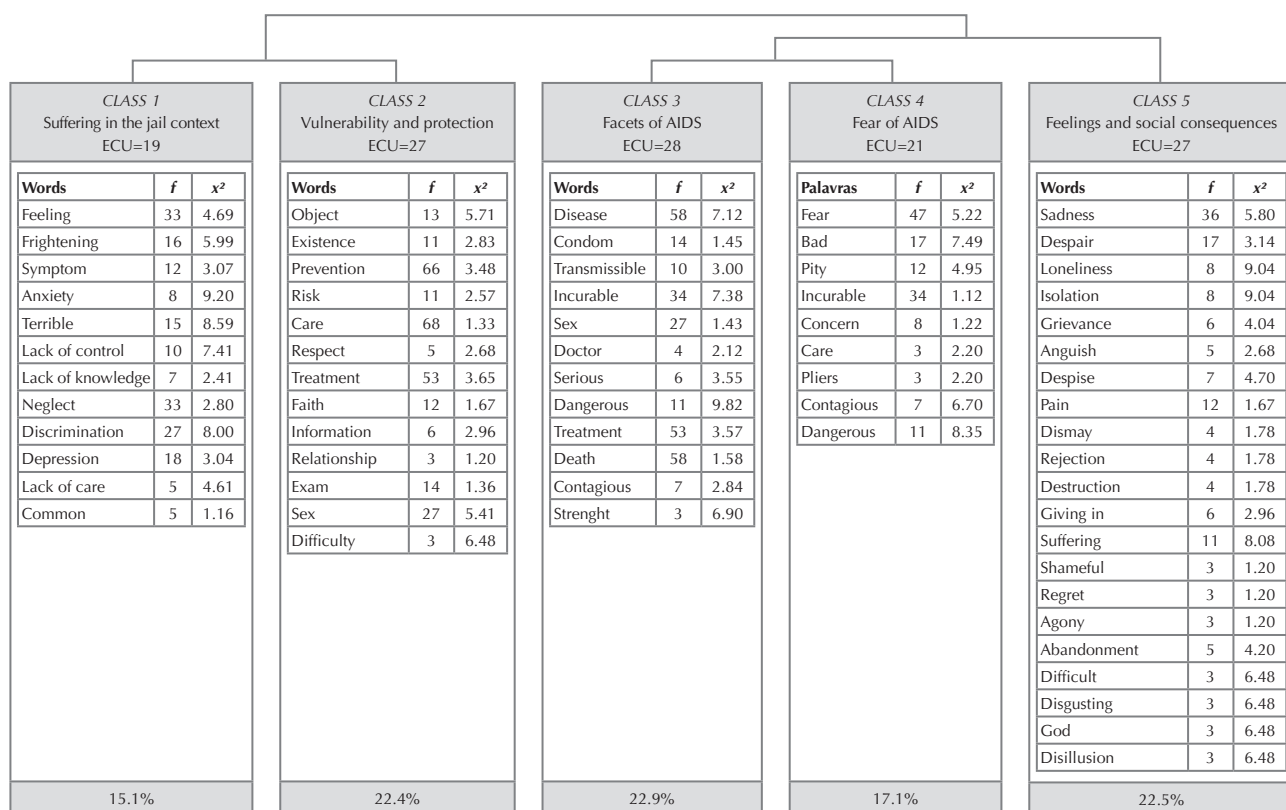 CLASS 1
Suffering in the jail context
ECU=19
Words f x²
Feeling 33 4.69
Frightening 16 5.99
Symptom 12 3.07
Anxiety 8 9.20
Terrible 15 8.59
Lack of control 10 7.41
Lack of knowledge 7 2.41
Neglect 33 2.80
Discrimination 27 8.00
Depression 18 3.04
Lack of care 5 4.61
Common 5 1.16
15.1%
CLASS 2
Vulnerability and protection
ECU=27
Words f x²
Object 13 5.71
Existence 11 2.83
Prevention 66 3.48
Risk 11 2.57
Care 68 1.33
Respect 5 2.68
Treatment 53 3.65
Faith 12 1.67
Information 6 2.96
Relationship 3 1.20
Exam 14 1.36
Sex 27 5.41
Difficulty 3 6.48
22.4%
CLASS 3
Facets of AIDS
ECU=28
Words f x²
Disease 58 7.12
Condom 14 1.45
Transmissible 10 3.00
Incurable 34 7.38
Sex 27 1.43
Doctor 4 2.12
Serious 6 3.55
Dangerous 11 9.82
Treatment 53 3.57
Death 58 1.58
Contagious 7 2.84
Strenght 3 6.90
22.9%
CLASS 4
Fear of AIDS
ECU=21
Palavras f x²
Fear 47 5.22
Bad 17 7.49
Pity 12 4.95
Incurable 34 1.12
Concern 8 1.22
Care 3 2.20
Pliers 3 2.20
Contagious 7 6.70
Dangerous 11 8.35
17.1%
CLASS 5
Feelings and social consequences
ECU=27
Words f x²
Sadness 36 5.80
Despair 17 3.14
Loneliness 8 9.04
Isolation 8 9.04
Grievance 6 4.04
Anguish 5 2.68
Despise 7 4.70
Pain 12 1.67
Dismay 4 1.78
Rejection 4 1.78
Destruction 4 1.78
Giving in 6 2.96
Suffering 11 8.08
Shameful 3 1.20
Regret 3 1.20
Agony 3 1.20
Abandonment 5 4.20
Difficult 3 6.48
Disgusting 3 6.48
God 3 6.48
Disillusion 3 6.48
22.5%